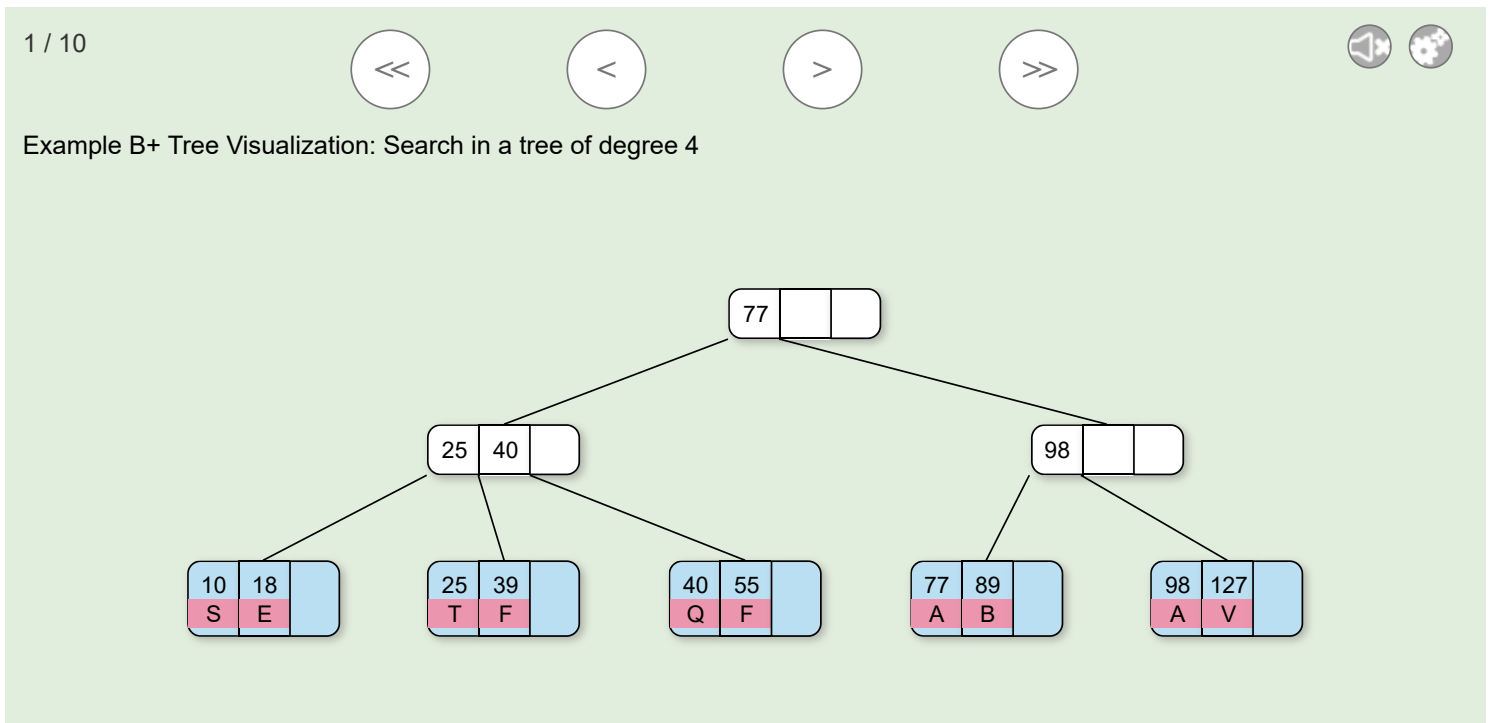 1 / 10
<< < > >>
Example B+ Tree Visualization: Search in a tree of degree 4
77
25 40
98
10 18
S E
25 39
T F
40 55
Q F
77 89
A B
98 127
A V